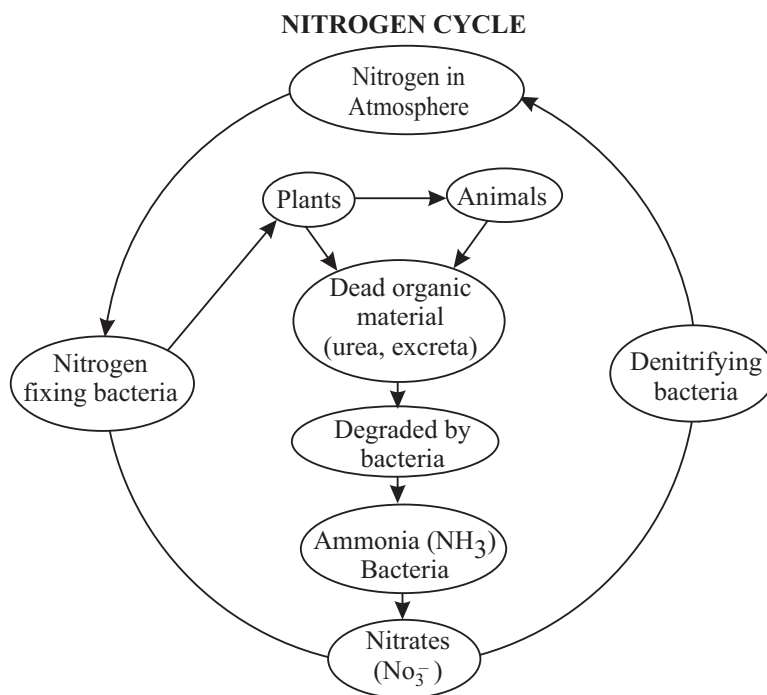 NITROGEN CYCLE
Nitrogen in
Atmosphere
Plants
Animals
Dead organic
material
(urea, excreta)
Nitrogen
fixing bacteria
Denitrifying
bacteria
Degraded by
bacteria
Ammonia (NH₃)
Bacteria
Nitrates
(No₃⁻)